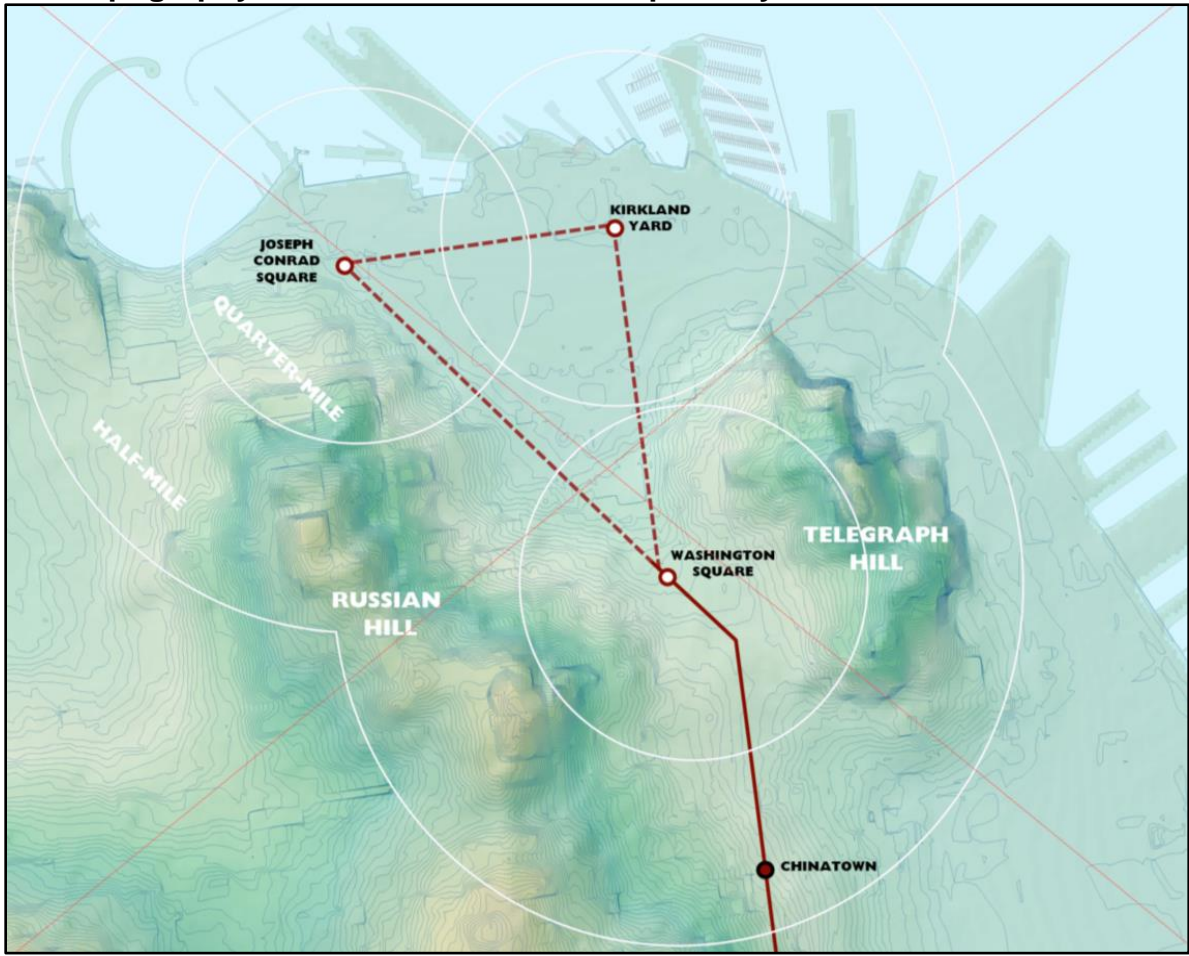 KIRKLAND
YARD
JOSEPH
CONRAD
SQUARE
QUARTER-MILE
HALF-MILE
TELEGRAPH
HILL
WASHINGTON
SQUARE
RUSSIAN
HILL
CHINATOWN